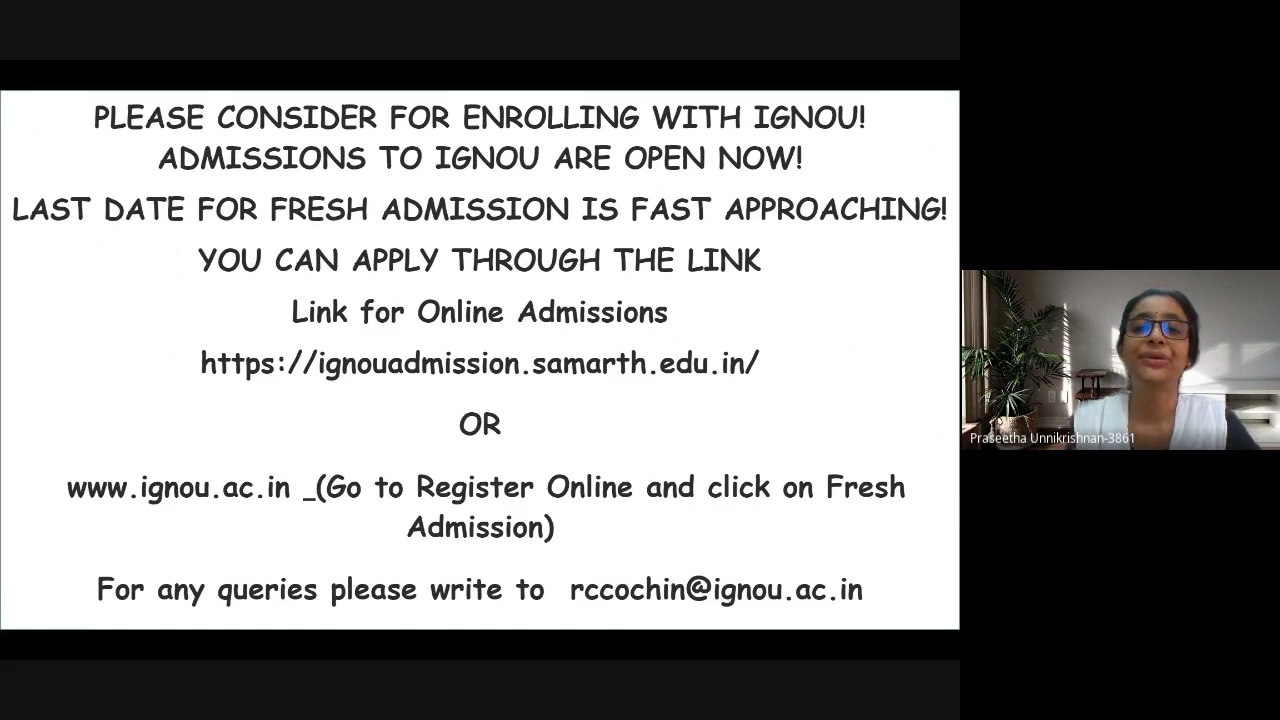 PLEASE CONSIDER FOR ENROLLING WITH IGNOU!
ADMISSIONS TO IGNOU ARE OPEN NOW!
LAST DATE FOR FRESH ADMISSION IS FAST APPROACHING!
YOU CAN APPLY THROUGH THE LINK
Link for Online Admissions
https://ignouadmission.samarth.edu.in/
OR
www.ignou.ac.in _(Go to Register Online and click on Fresh
Admission)
For any queries please write to rccochin@ignou.ac.in
Praseetha Unnikrishnan-3861